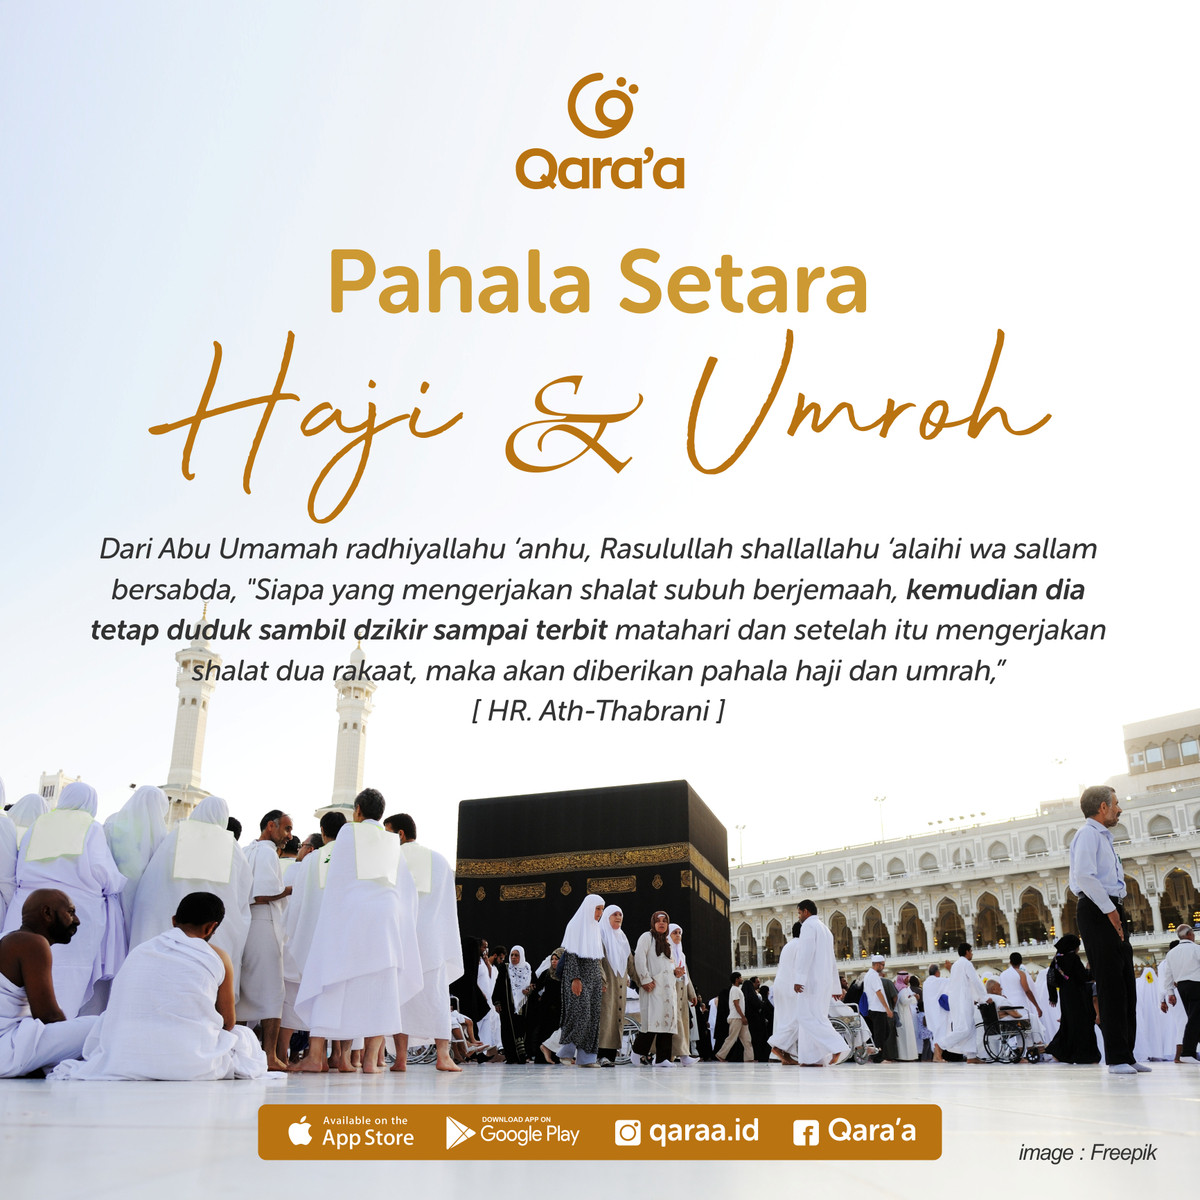 Qara'a
Pahala Setara
Haji & Umroh
Dari Abu Umamah radhiyallahu ‘anhu, Rasulullah shallallahu ‘alaihi wa sallam
bersabda, "Siapa yang mengerjakan shalat subuh berjemaah, kemudian dia
tetap duduk sambil dzikir sampai terbit matahari dan setelah itu mengerjakan
shalat dua rakaat, maka akan diberikan pahala haji dan umrah,”
[ HR. Ath-Thabrani ]
Available on the
App Store
DOWNLOAD APP ON
Google Play
qaraa.id
Qara'a
image : Freepik